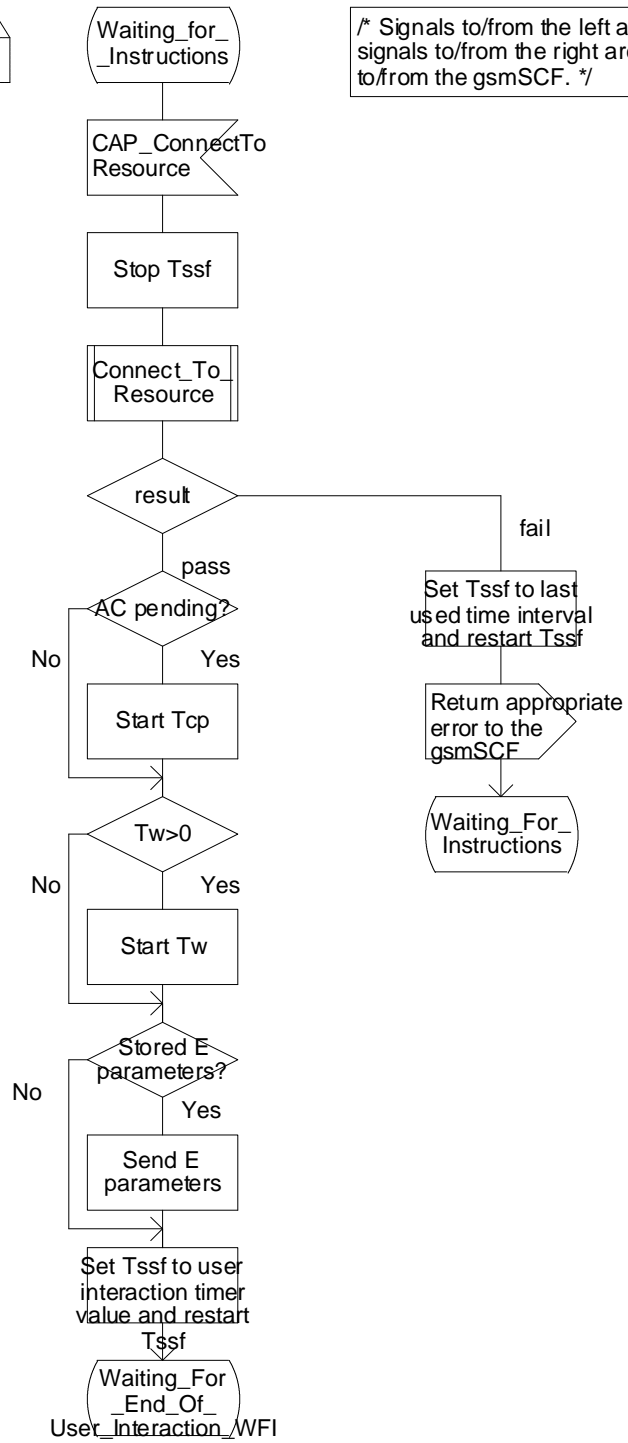 Waiting_for_
_Instructions
/* Signals to/from the left a
signals to/from the right are
to/from the gsmSCF. */
CAP_ConnectTo
Resource
Stop Tssf
Connect_To_
Resource
result
fail
pass
AC pending?
No
Yes
Start Tcp
Set Tssf to last
used time interval
and restart Tssf
Return appropriate
error to the
gsmSCF
Waiting_For_
Instructions
Tw>0
No
Yes
Start Tw
Stored E
parameters?
No
Yes
Send E
parameters
Set Tssf to user
interaction timer
value and restart
Tssf
Waiting_For
_End_Of_
User_Interaction_WFI